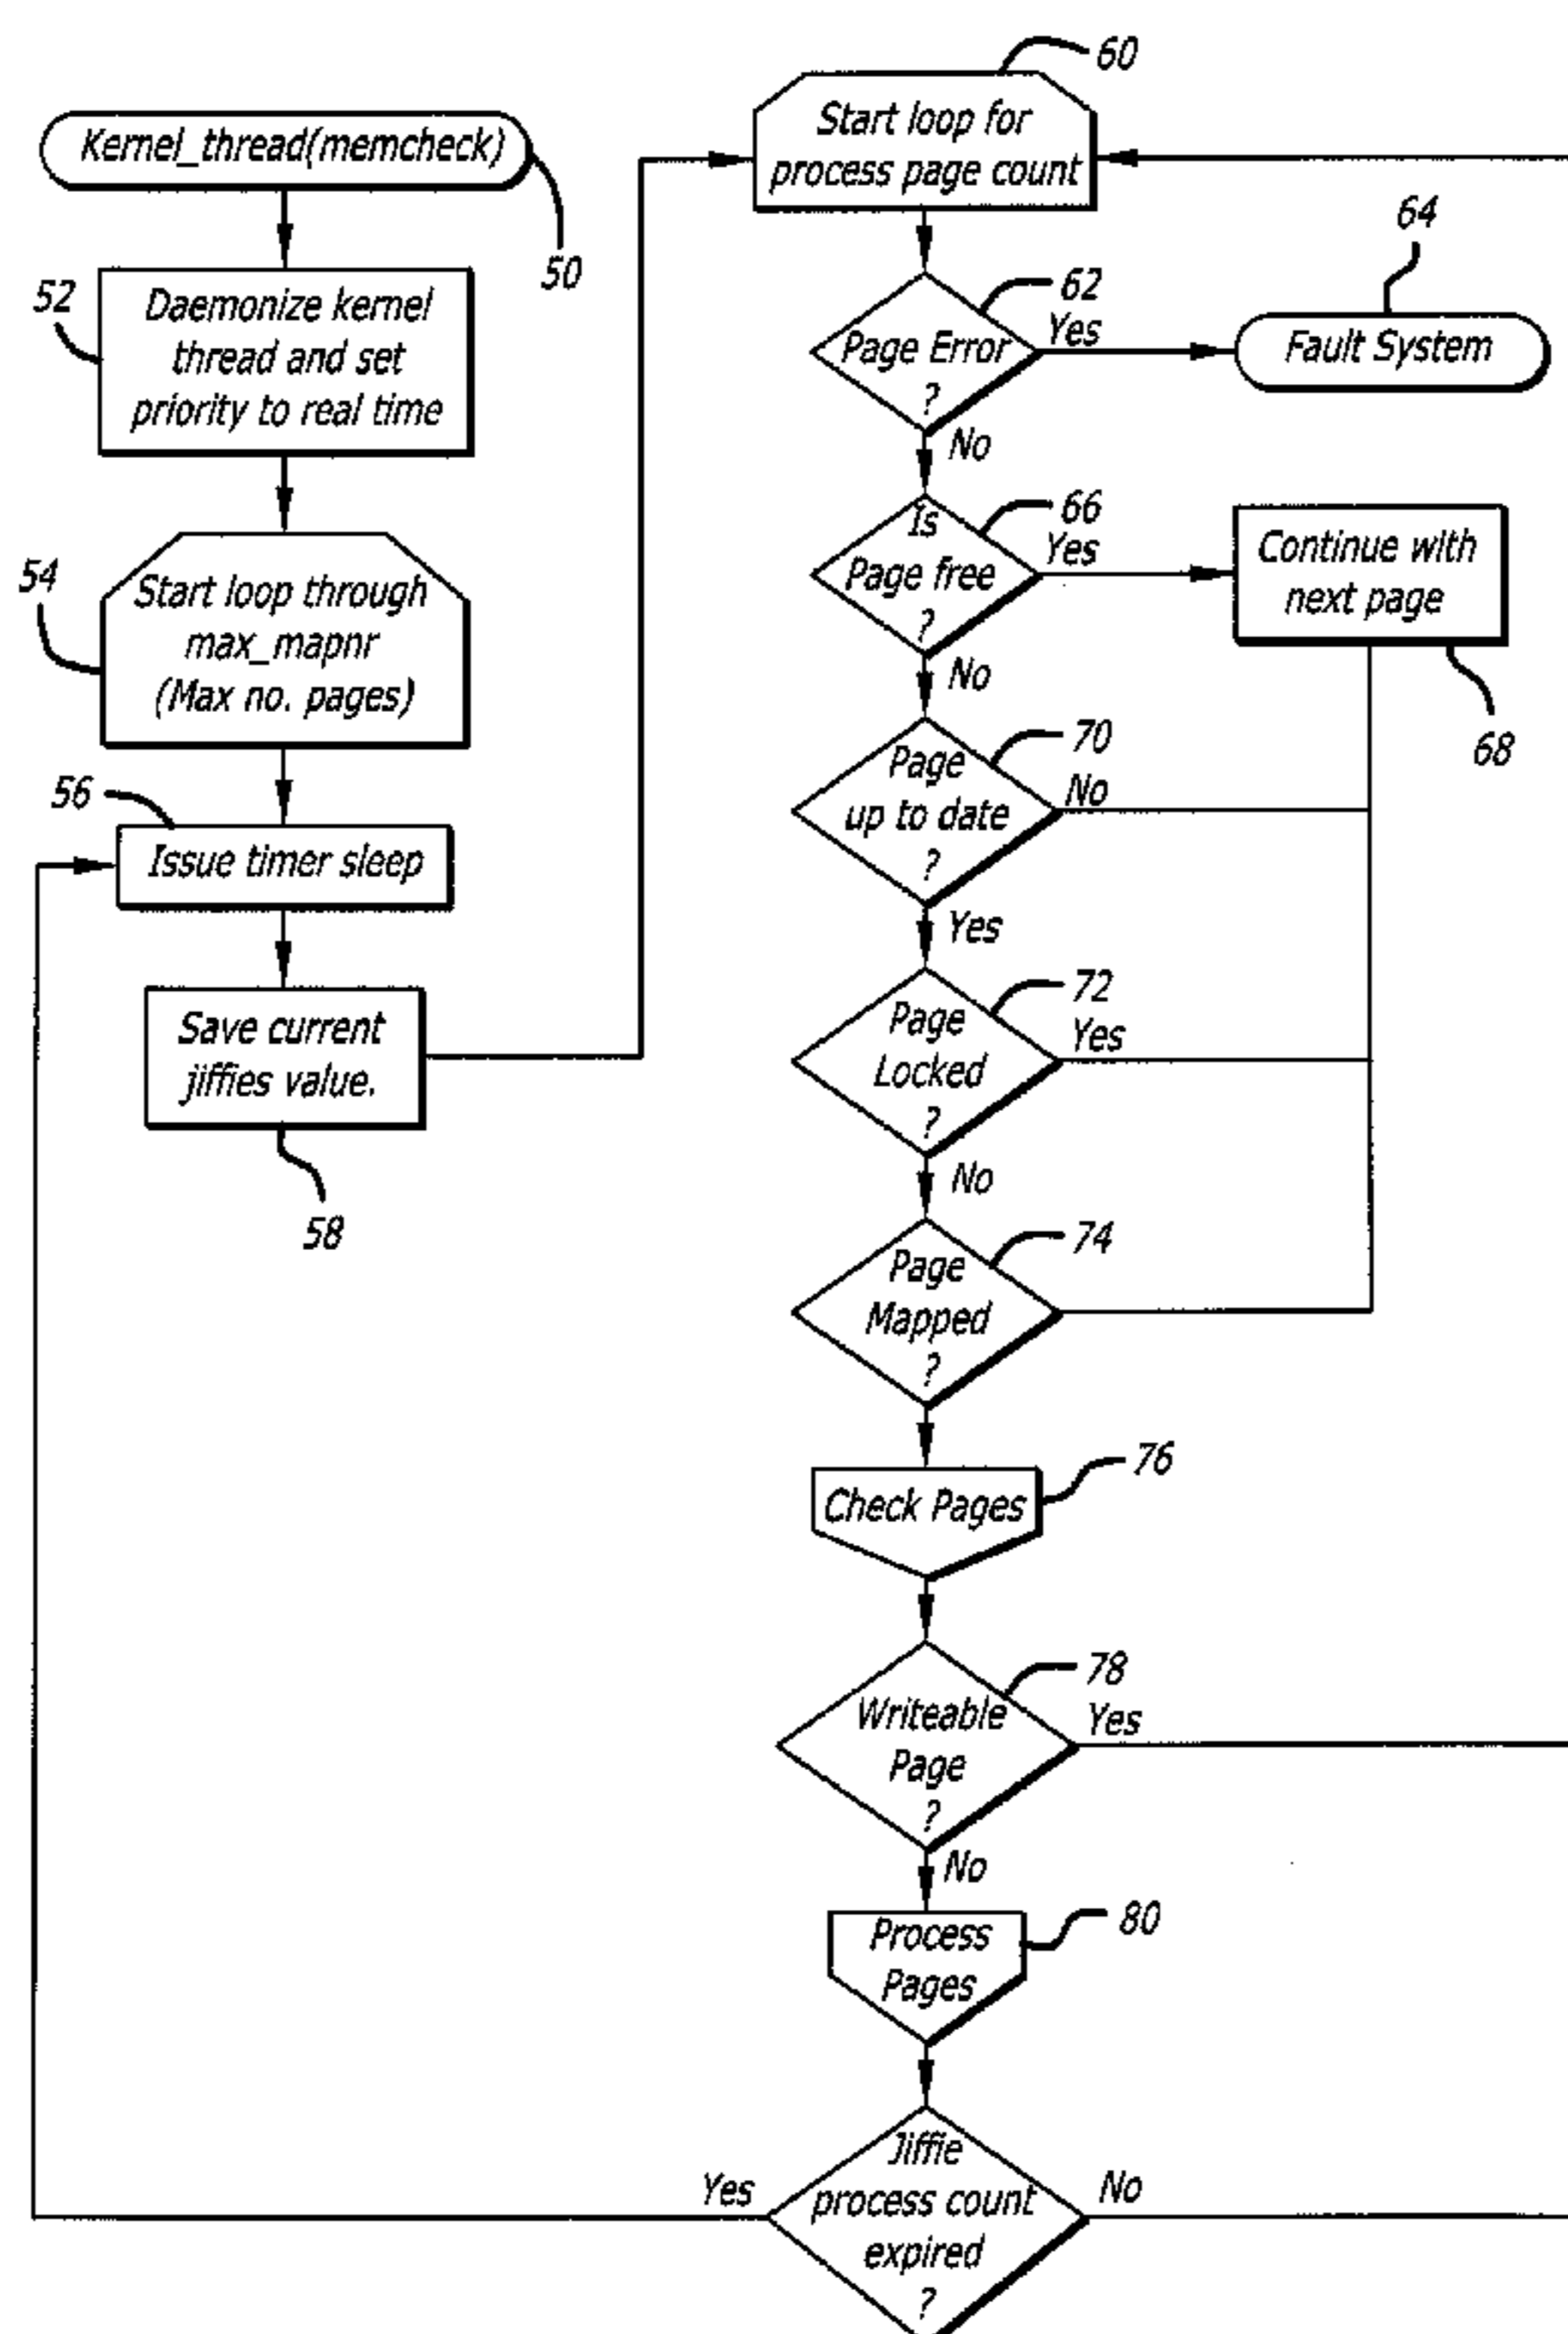 Kernel_thread(memcheck)
50
52
Daemonize kernel
thread and set
priority to real time
54
Start loop through
max_mapnr
(Max no. pages)
56
Issue timer sleep
Save current
jiffies value.
58
60
Start loop for
process page count
62
Page Error
?
Yes
No
64
Fault System
66
Is
Page free
?
Yes
No
Continue with
next page
68
70
Page
up to date
?
No
Yes
72
Page
Locked
?
Yes
No
74
Page
Mapped
?
76
Check Pages
78
Writeable
Page
?
Yes
No
80
Process
Pages
Jiffie
process count
expired
?
Yes
No